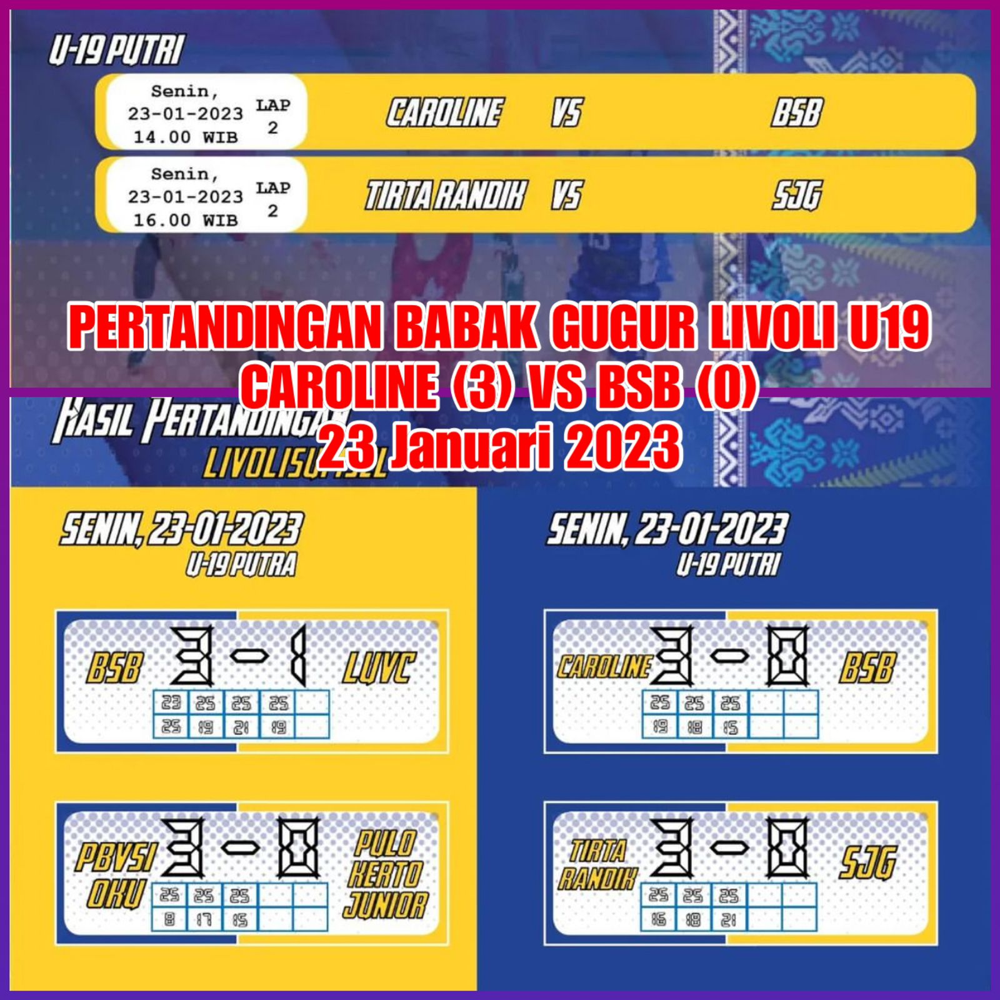 U-19 PUTRI
Senin,
23-01-2023
14.00 WIB
LAP
2
CAROLINE VS BSB
Senin,
23-01-2023
16.00 WIB
LAP
2
TIRTA RANDIK VS SJG
PERTANDINGAN BABAK GUGUR LIVOLI U19
CAROLINE (3) VS BSB (0)
23 Januari 2023
HASIL PERTANDINGAN
SENIN, 23-01-2023
U-19 PUTRA
BSB 3 - 1 LUVC
23 25 25 25
25 19 21 19
PBVSI
OKU
3 - 0
PULO
KERTO
JUNIOR
25 25 25
8 17 15
SENIN, 23-01-2023
U-19 PUTRI
CAROLINE 3 - 0 BSB
25 25 25
19 18 15
TIRTA
RANDIK
3 - 0
SJG
25 25 25
16 18 21